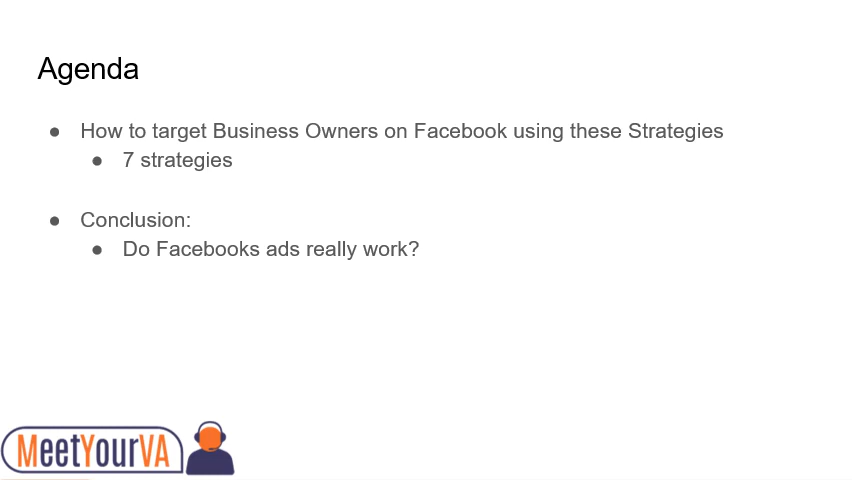 Agenda
● How to target Business Owners on Facebook using these Strategies
● 7 strategies
● Conclusion:
● Do Facebooks ads really work?
MeetYourVA